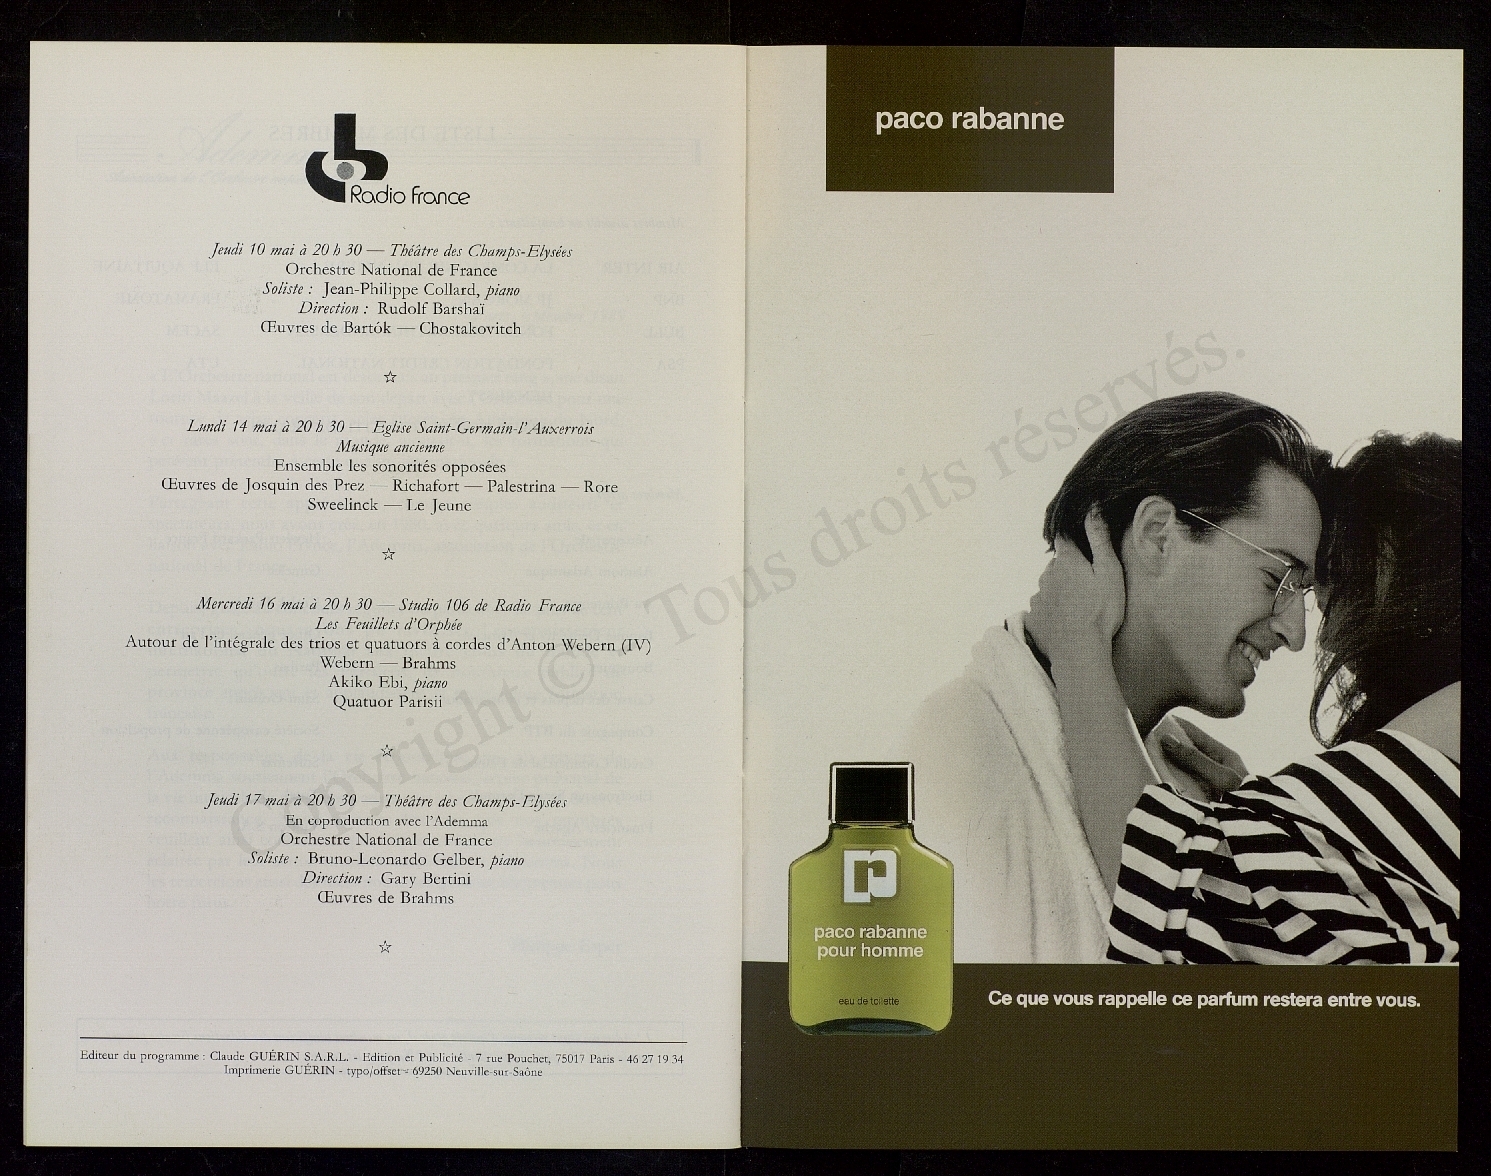 Radio France
Jeudi 10 mai à 20 h 30 — Théâtre des Champs-Elysées
Orchestre National de France
Soliste : Jean-Philippe Collard, piano
Direction : Rudolf Barshaï
Œuvres de Bartók — Chostakovitch
☆
Lundi 14 mai à 20 h 30 — Eglise Saint-Germain-l'Auxerrois
Musique ancienne
Ensemble les sonorités opposées
Œuvres de Josquin des Prez — Richafort — Palestrina — Rore
Sweelinck — Le Jeune
☆
Mercredi 16 mai à 20 h 30 — Studio 106 de Radio France
Les Feuillets d'Orphée
Autour de l'intégrale des trios et quatuors à cordes d'Anton Webern (IV)
Webern — Brahms
Akiko Ebi, piano
Quatuor Parisii
☆
Jeudi 17 mai à 20 h 30 — Théâtre des Champs-Elysées
En coproduction avec l'Ademma
Orchestre National de France
Soliste : Bruno-Leonardo Gelber, piano
Direction : Gary Bertini
Œuvres de Brahms
☆
Editeur du programme : Claude GUÉRIN S.A.R.L. - Edition et Publicité - 7 rue Pouchet, 75017 Paris - 46 27 19 34
Imprimerie GUÉRIN - typo/offset - 69250 Neuville-sur-Saône
paco rabanne
paco rabanne
pour homme
eau de toilette
Ce que vous rappelle ce parfum restera entre vous.
Copyright © - Tous droits réservés.